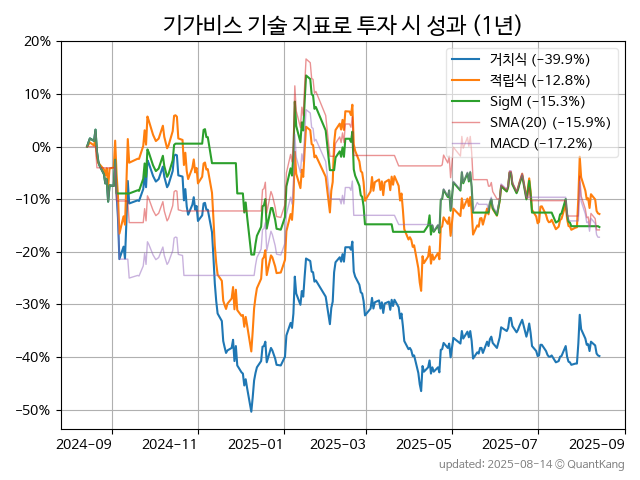 기가비스 기술 지표로 투자 시 성과 (1년)
20%
10%
0%
−10%
−20%
−30%
−40%
−50%
거치식 (−39.9%)
적립식 (−12.8%)
SigM (−15.3%)
SMA(20) (−15.9%)
MACD (−17.2%)
2024-09
2024-11
2025-01
2025-03
2025-05
2025-07
2025-09
updated: 2025-08-14 © QuantKang